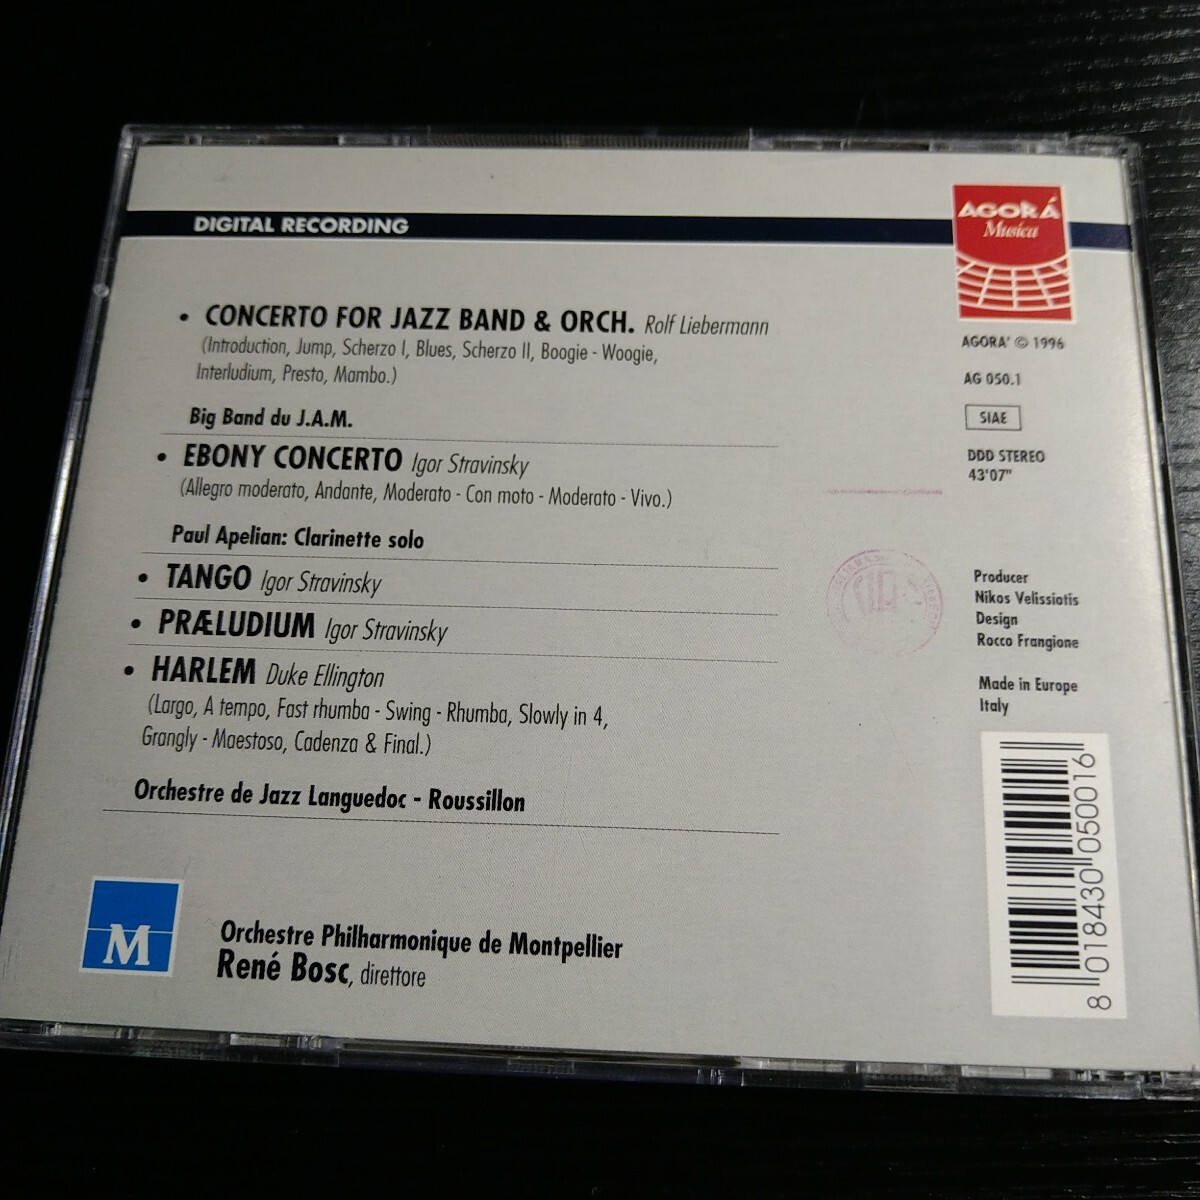 DIGITAL RECORDING
AGORÁ
Musica
• CONCERTO FOR JAZZ BAND & ORCH. Rolf Liebermann
(Introduction, Jump, Scherzo I, Blues, Scherzo II, Boogie - Woogie,
Interludium, Presto, Mambo.)
Big Band du J.A.M.
• EBONY CONCERTO Igor Stravinsky
(Allegro moderato, Andante, Moderato - Con moto - Moderato - Vivo.)
Paul Apelian: Clarinette solo
• TANGO Igor Stravinsky
• PRÆLUDIUM Igor Stravinsky
• HARLEM Duke Ellington
(Largo, A tempo, Fast rhumba - Swing - Rhumba, Slowly in 4,
Grangly - Maestoso, Cadenza & Final.)
Orchestre de Jazz Languedoc - Roussillon
M
Orchestre Philharmonique de Montpellier
René Bosc, direttore
AGORA' © 1996
AG 050.1
SIAE
DDD STEREO
43'07"
Producer
Nikos Velissiotis
Design
Rocco Frangione
Made in Europe
Italy
8 018430 050016